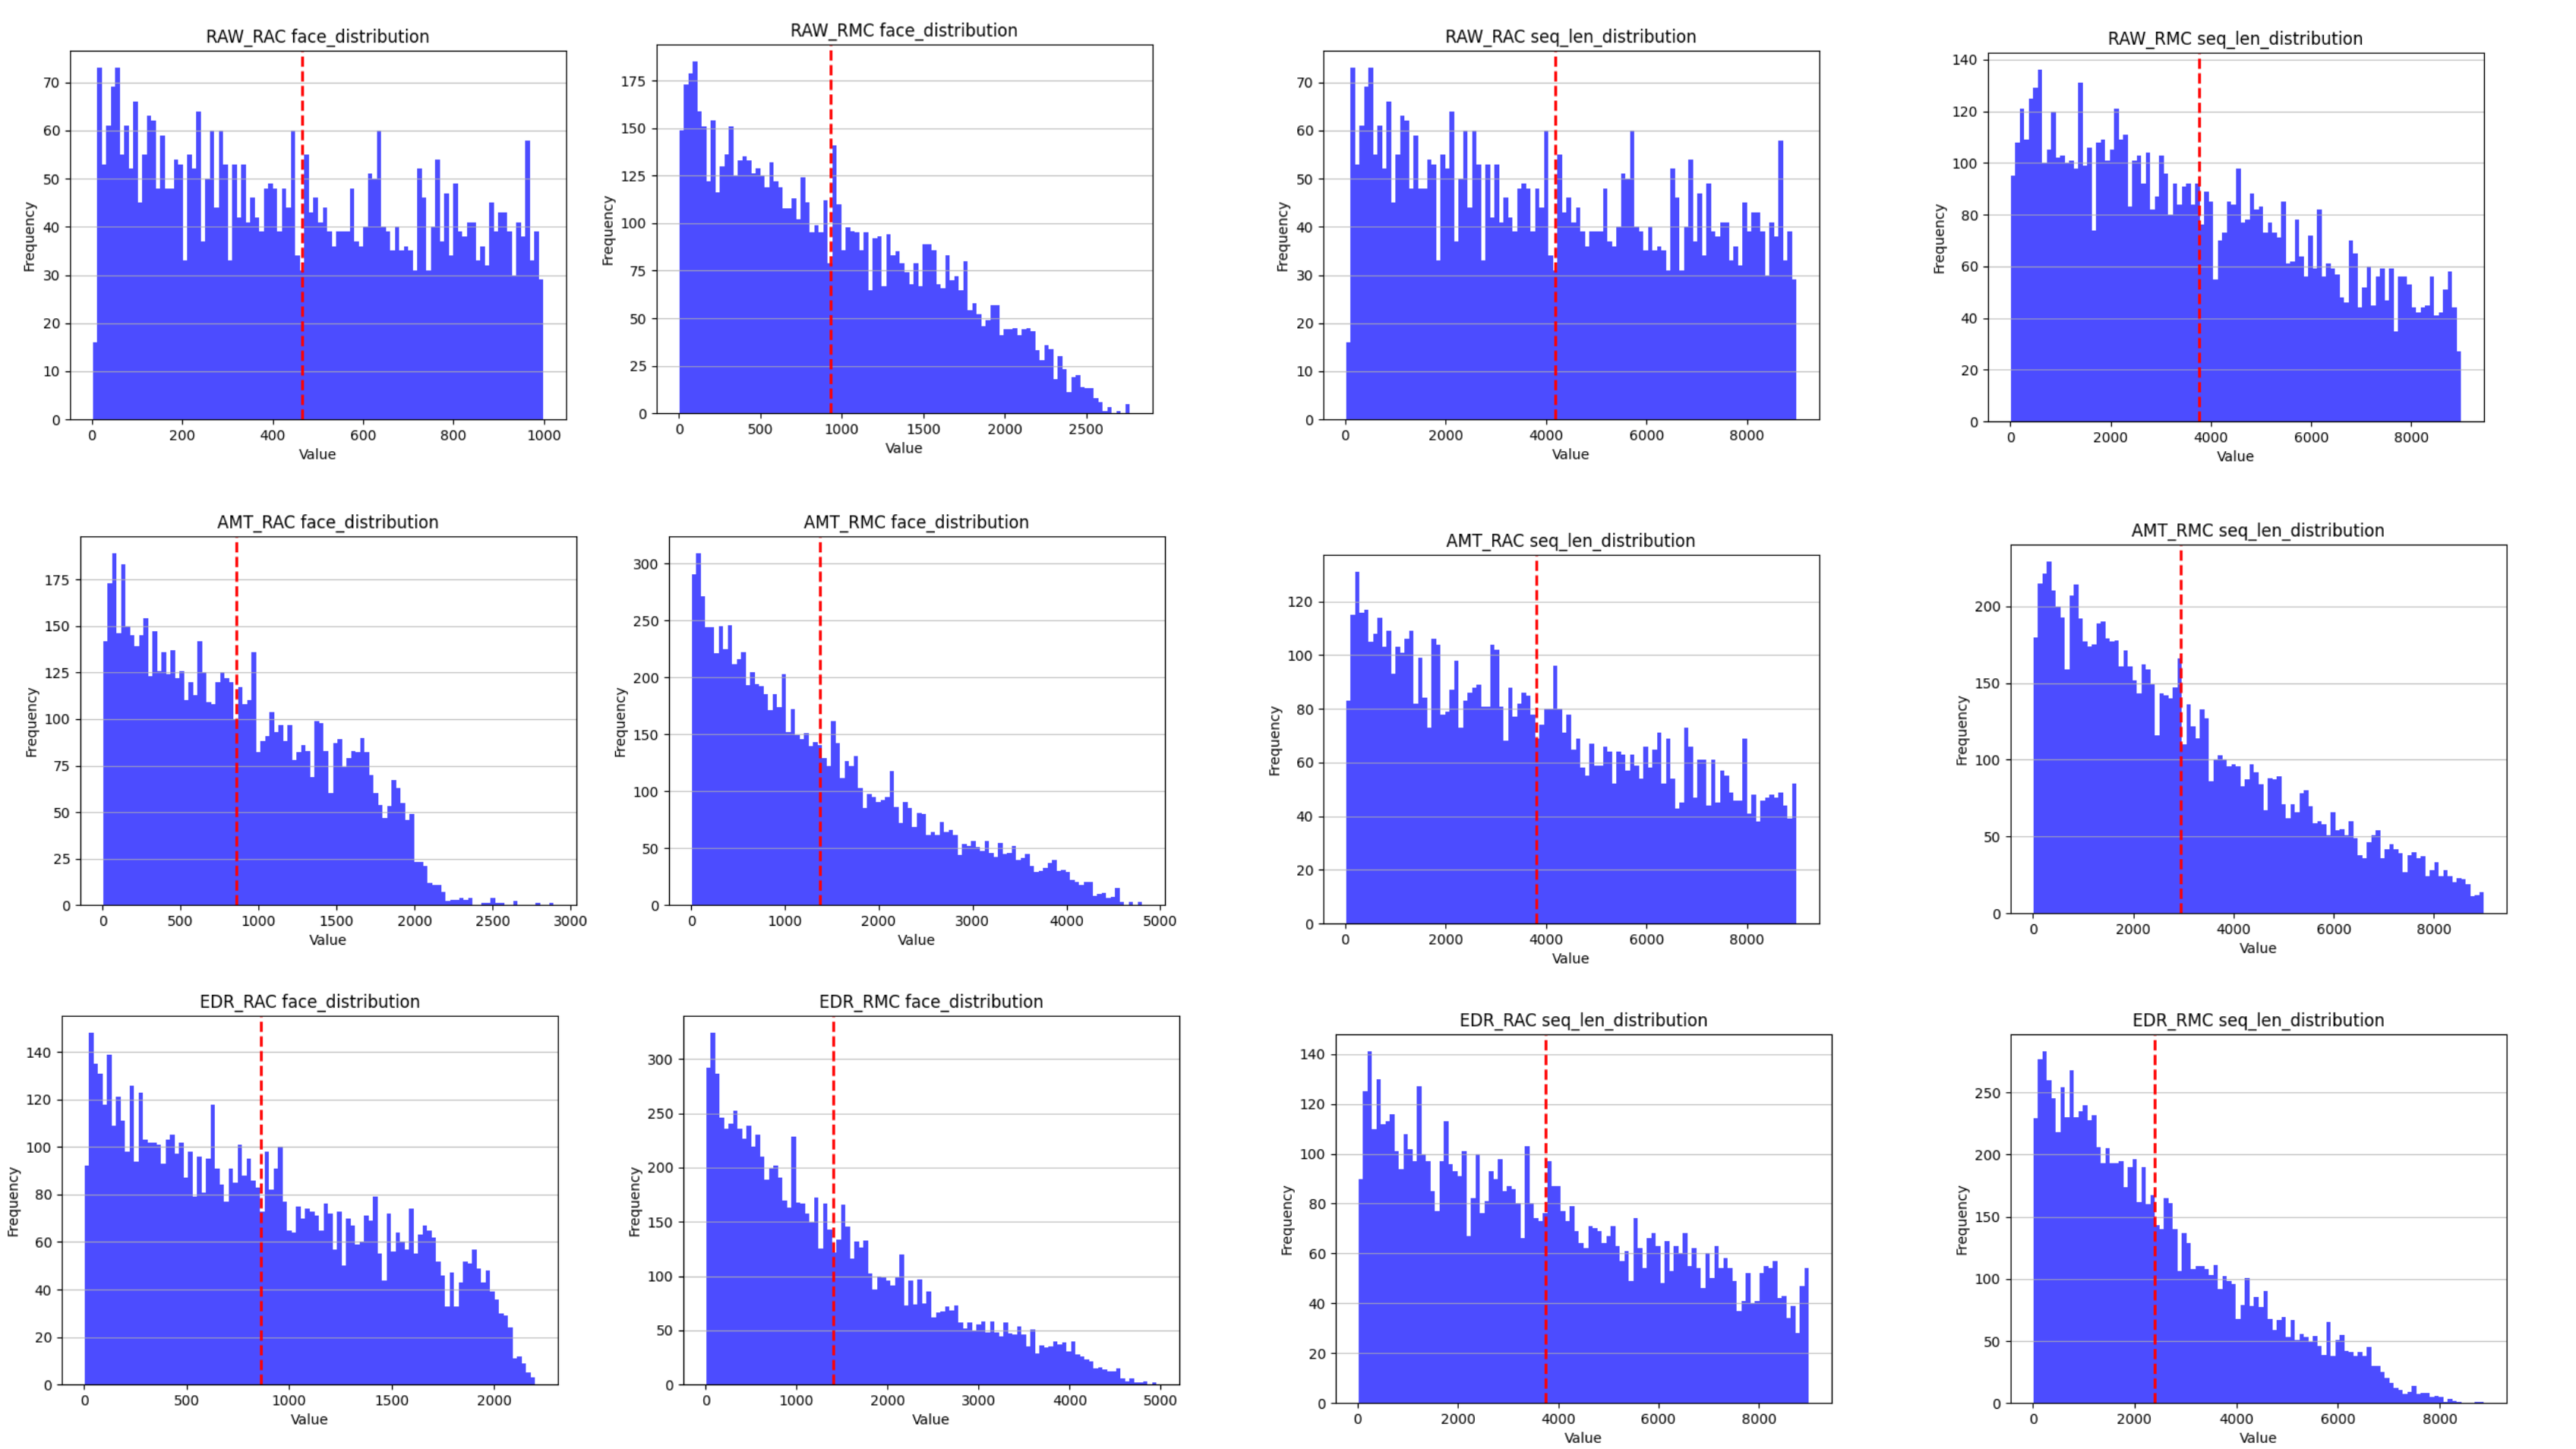 RAW_RAC face_distribution
70
60
50
40
30
20
10
0
Frequency
0 200 400 600 800 1000
Value
RAW_RMC face_distribution
175
150
125
100
75
50
25
0
Frequency
0 500 1000 1500 2000 2500
Value
RAW_RAC seq_len_distribution
70
60
50
40
30
20
10
0
Frequency
0 2000 4000 6000 8000
Value
RAW_RMC seq_len_distribution
140
120
100
80
60
40
20
0
Frequency
0 2000 4000 6000 8000
Value
AMT_RAC face_distribution
175
150
125
100
75
50
25
0
Frequency
0 500 1000 1500 2000 2500 3000
Value
AMT_RMC face_distribution
300
250
200
150
100
50
0
Frequency
0 1000 2000 3000 4000 5000
Value
AMT_RAC seq_len_distribution
120
100
80
60
40
20
0
Frequency
0 2000 4000 6000 8000
Value
AMT_RMC seq_len_distribution
200
150
100
50
0
Frequency
0 2000 4000 6000 8000
Value
EDR_RAC face_distribution
140
120
100
80
60
40
20
0
Frequency
0 500 1000 1500 2000
Value
EDR_RMC face_distribution
300
250
200
150
100
50
0
Frequency
0 1000 2000 3000 4000 5000
Value
EDR_RAC seq_len_distribution
140
120
100
80
60
40
20
0
Frequency
0 2000 4000 6000 8000
Value
EDR_RMC seq_len_distribution
250
200
150
100
50
0
Frequency
0 2000 4000 6000 8000
Value